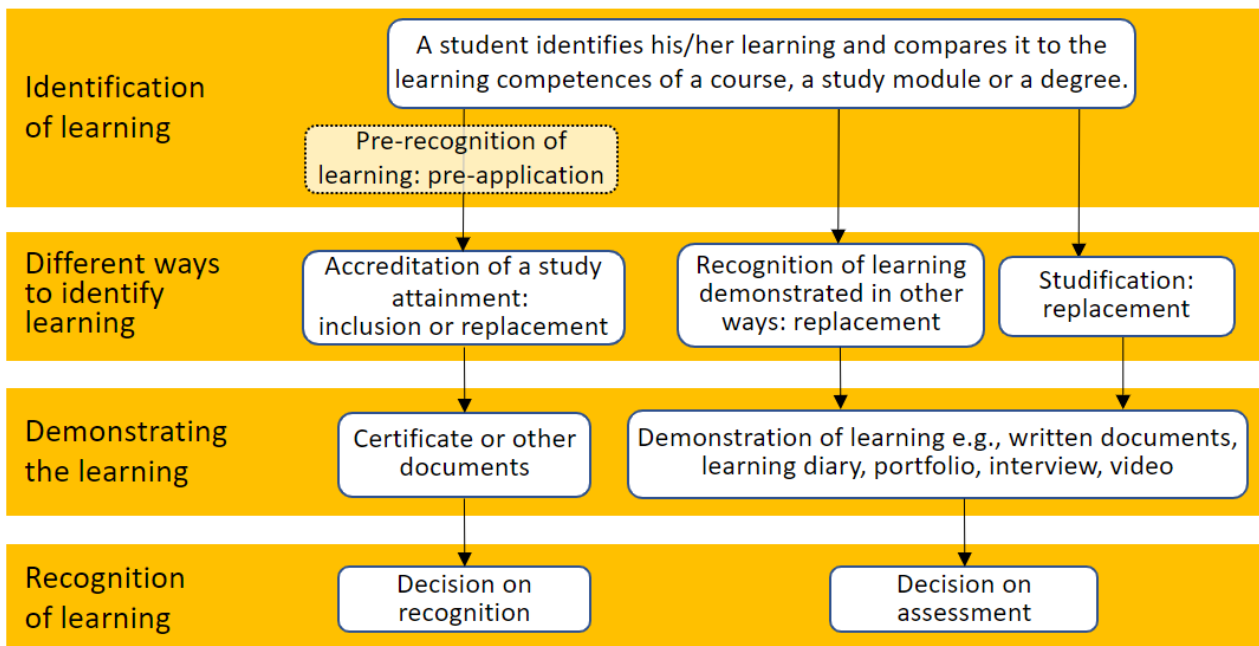 Identification
of learning
A student identifies his/her learning and compares it to the
learning competences of a course, a study module or a degree.
Pre-recognition of
learning: pre-application
Different ways
to identify
learning
Accreditation of a study
attainment:
inclusion or replacement
Recognition of learning
demonstrated in other
ways: replacement
Studification:
replacement
Demonstrating
the learning
Certificate or other
documents
Demonstration of learning e.g., written documents,
learning diary, portfolio, interview, video
Recognition
of learning
Decision on
recognition
Decision on
assessment